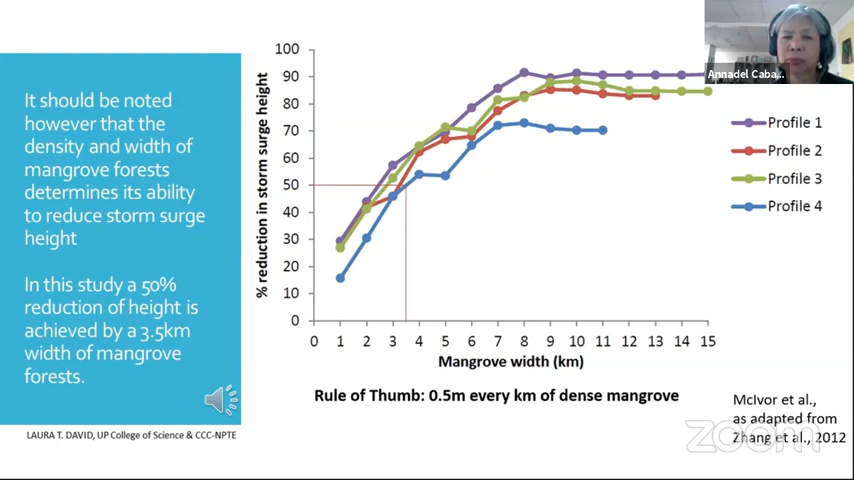 It should be noted
however that the
density and width of
mangrove forests
determines its ability
to reduce storm surge
height
In this study a 50%
reduction of height is
achieved by a 3.5km
width of mangrove
forests.
LAURA T. DAVID, UP College of Science & CCC-NPTE
% reduction in storm surge height
100
90
80
70
60
50
40
30
20
10
0
0 1 2 3 4 5 6 7 8 9 10 11 12 13 14 15
Mangrove width (km)
Profile 1
Profile 2
Profile 3
Profile 4
Rule of Thumb: 0.5m every km of dense mangrove
McIvor et al.,
as adapted from
Zhang et al., 2012
zoom
Annadel Caba...